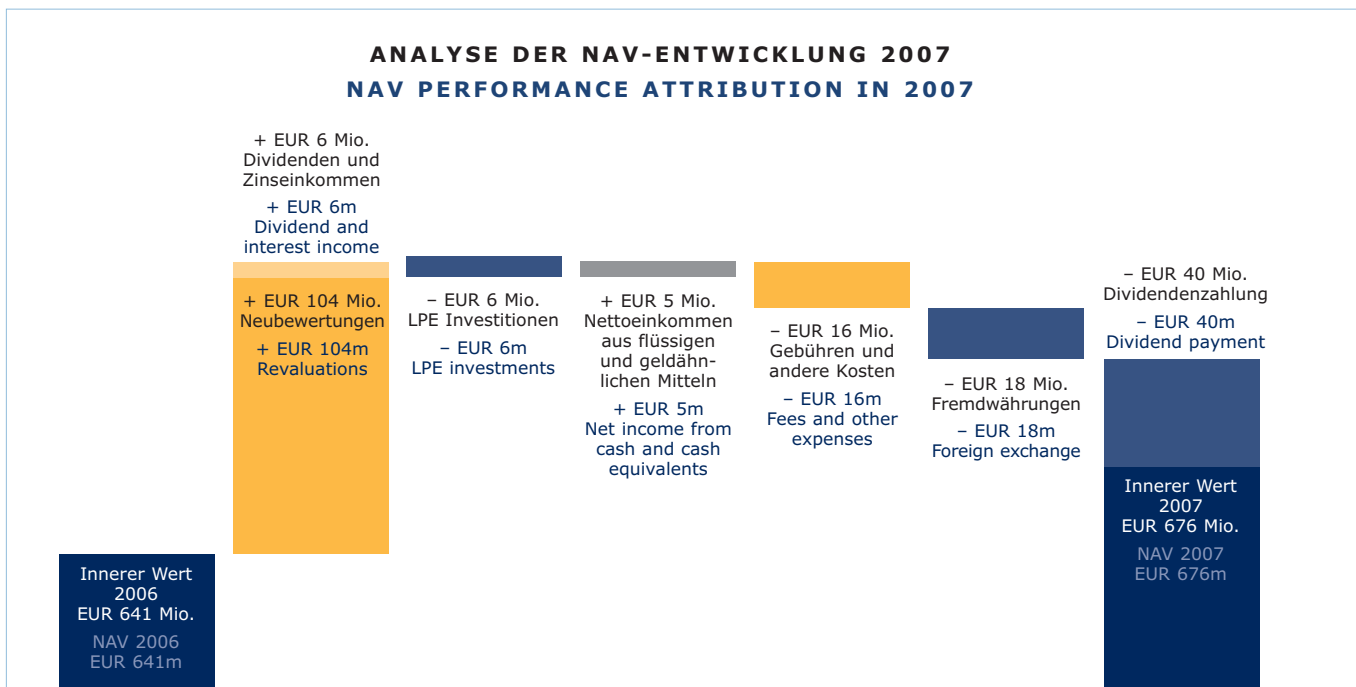 ANALYSE DER NAV-ENTWICKLUNG 2007
NAV PERFORMANCE ATTRIBUTION IN 2007
+ EUR 6 Mio.
Dividenden und
Zinseinkommen
+ EUR 6m
Dividend and
interest income
+ EUR 104 Mio.
Neubewertungen
+ EUR 104m
Revaluations
– EUR 6 Mio.
LPE Investitionen
– EUR 6m
LPE investments
+ EUR 5 Mio.
Nettoeinkommen
aus flüssigen
und geldähn-
lichen Mitteln
+ EUR 5m
Net income from
cash and cash
equivalents
– EUR 16 Mio.
Gebühren und
andere Kosten
– EUR 16m
Fees and other
expenses
– EUR 18 Mio.
Fremdwährungen
– EUR 18m
Foreign exchange
– EUR 40 Mio.
Dividendenzahlung
– EUR 40m
Dividend payment
Innerer Wert
2007
EUR 676 Mio.
NAV 2007
EUR 676m
Innerer Wert
2006
EUR 641 Mio.
NAV 2006
EUR 641m